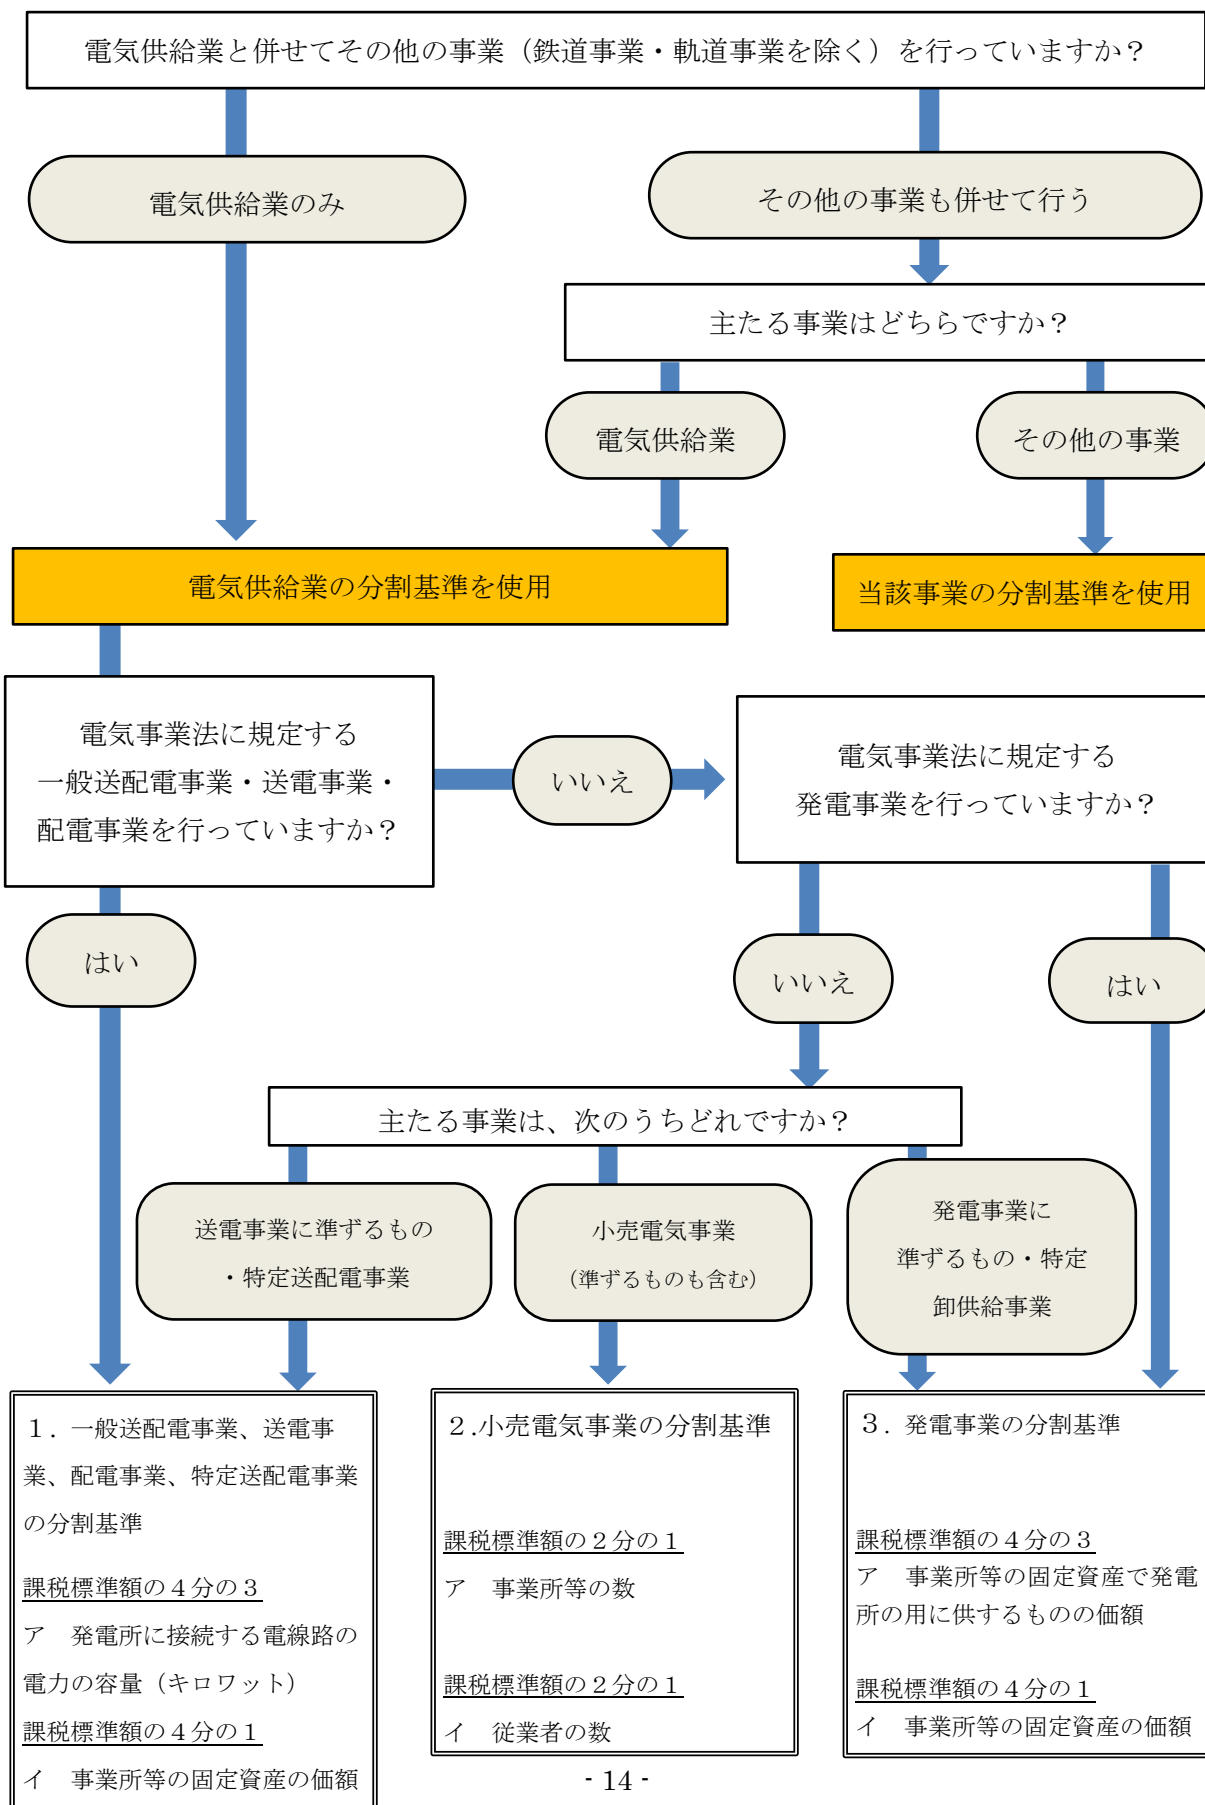 電気供給業と併せてその他の事業（鉄道事業・軌道事業を除く）を行っていますか？
電気供給業のみ
その他の事業も併せて行う
主たる事業はどちらですか？
電気供給業
その他の事業
電気供給業の分割基準を使用
当該事業の分割基準を使用
電気事業法に規定する
一般送配電事業・送電事業・
配電事業を行っていますか？
いいえ
電気事業法に規定する
発電事業を行っていますか？
はい
いいえ
はい
主たる事業は、次のうちどれですか？
送電事業に準ずるもの
・特定送配電事業
小売電気事業
（準ずるものも含む）
発電事業に
準ずるもの・特定
卸供給事業
１．一般送配電事業、送電事
業、配電事業、特定送配電事業
の分割基準
課税標準額の４分の３
ア　発電所に接続する電線路の
電力の容量（キロワット）
課税標準額の４分の１
イ　事業所等の固定資産の価額
２.小売電気事業の分割基準
課税標準額の２分の１
ア　事業所等の数
課税標準額の２分の１
イ　従業者の数
３．発電事業の分割基準
課税標準額の４分の３
ア　事業所等の固定資産で発電
所の用に供するものの価額
課税標準額の４分の１
イ　事業所等の固定資産の価額
- 14 -